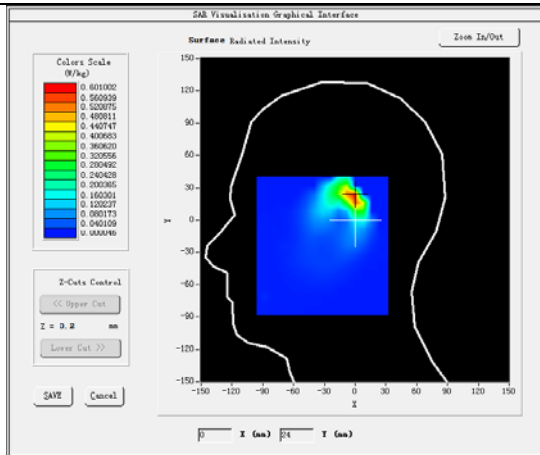 SAR Visualisation Graphical Interface
Surface Radiated Intensity
Zoom In/Out
Colors Scale
(W/kg)
0.601002
0.560939
0.520875
0.480811
0.440747
0.400683
0.360620
0.320556
0.280492
0.240428
0.200365
0.160301
0.120237
0.080173
0.040109
0.000046
Z-Cuts Control
<< Upper Cut
Z = 0.2 mm
Lower Cut >>
SAVE Cancel
150
120
90
60
30
0
-30
-60
-90
-120
-150
Y
-150 -120 -90 -60 -30 0 30 60 90 120 150
X
0 X (mm) 24 Y (mm)